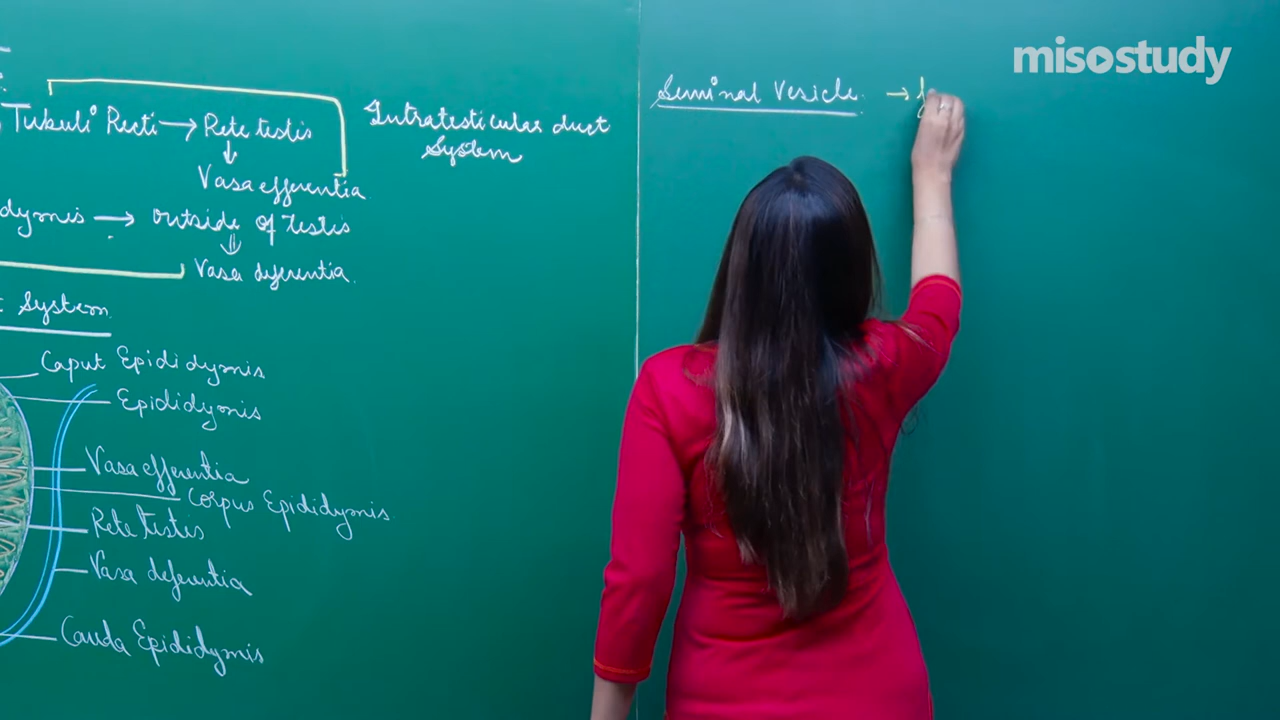 misostudy
Tubuli Recti → Rete testis
↓
Vasa efferentia
Intratesticular duct
System
dymis → outside of testis
⇓
Vasa deferentia.
System
Caput Epididymis
Epididymis
Vasa efferentia
Corpus Epididymis
Rete testis
Vasa deferentia
Cauda Epididymis
Seminal Vesicle. →